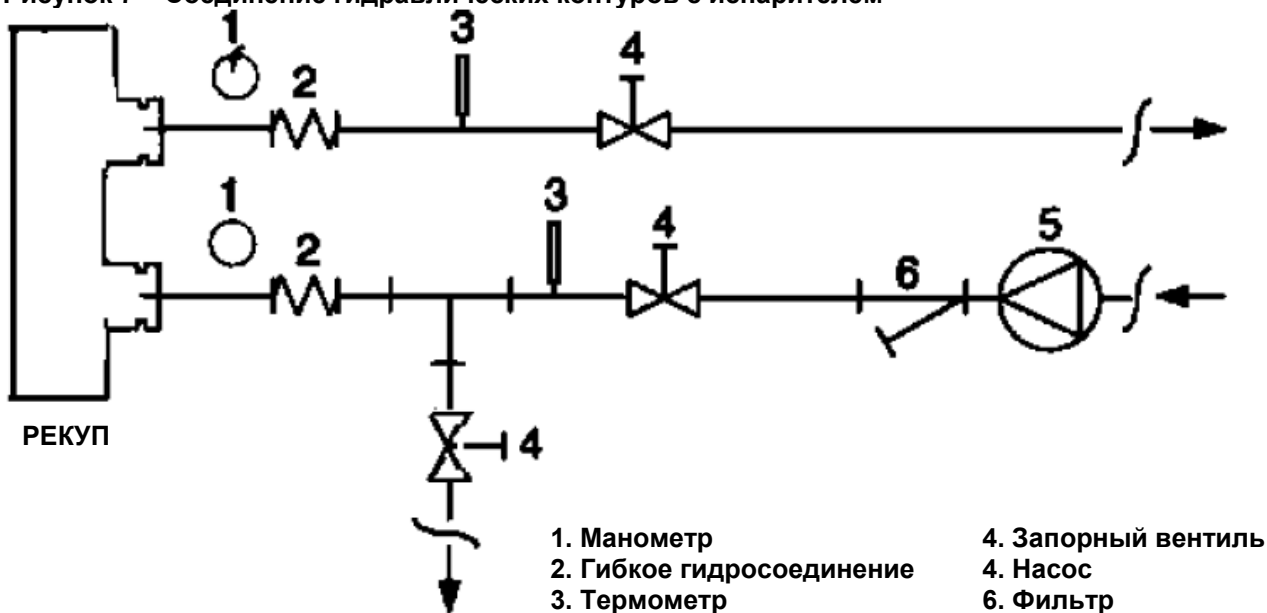 Рисунок 7 – Соединение гидравлических контуров с испарителем
1
3
4
2
1
3
4
5
2
6
РЕКУП
4
1. Манометр
2. Гибкое гидросоединение
3. Термометр
4. Запорный вентиль
4. Насос
6. Фильтр